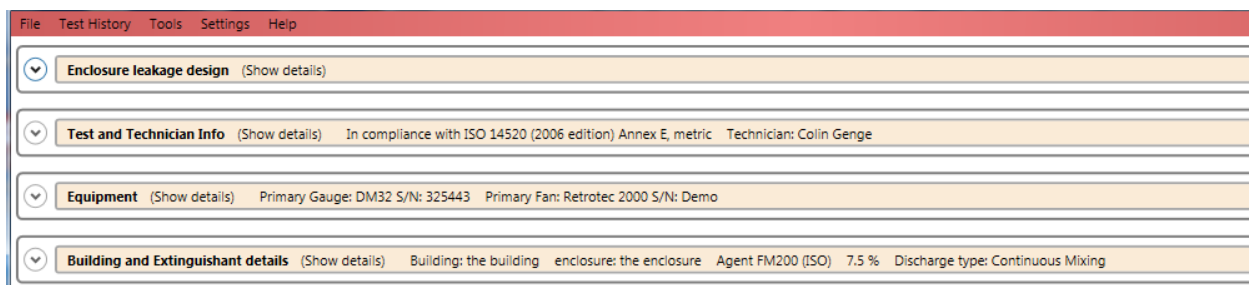 File Test History Tools Settings Help
Enclosure leakage design (Show details)
Test and Technician Info (Show details) In compliance with ISO 14520 (2006 edition) Annex E, metric Technician: Colin Genge
Equipment (Show details) Primary Gauge: DM32 S/N: 325443 Primary Fan: Retrotec 2000 S/N: Demo
Building and Extinguishant details (Show details) Building: the building enclosure: the enclosure Agent FM200 (ISO) 7.5 % Discharge type: Continuous Mixing